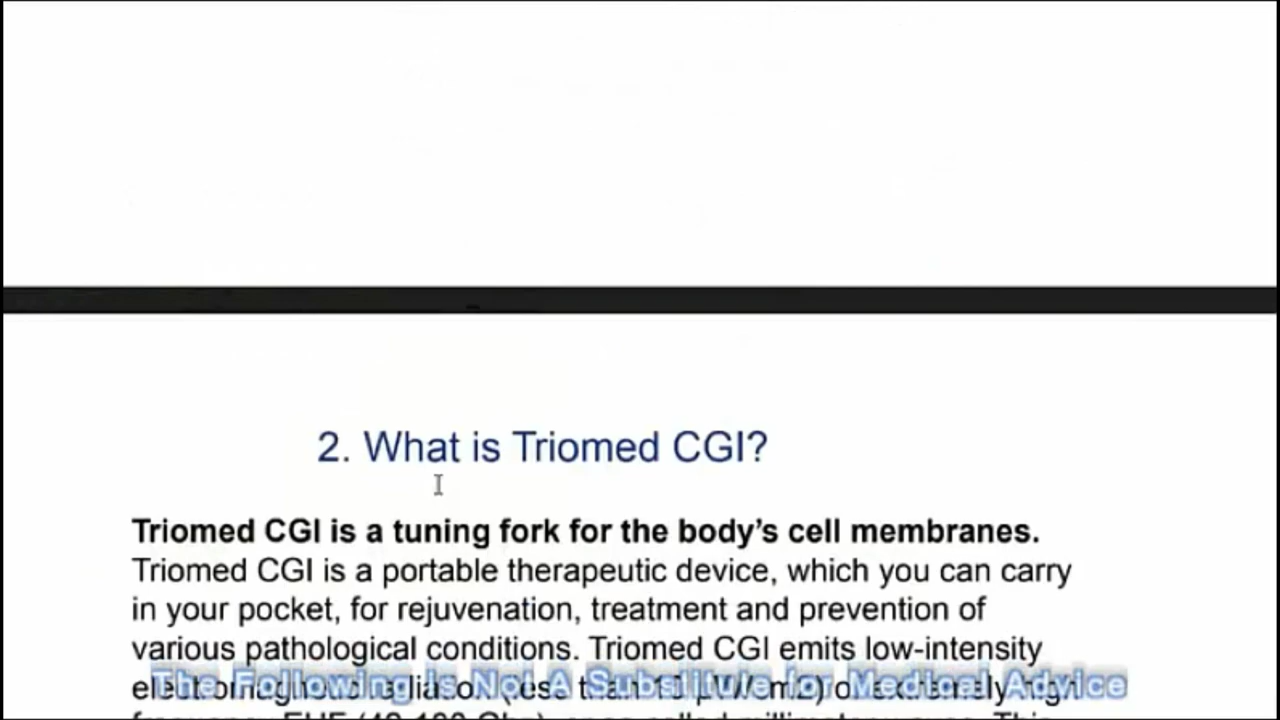 2. What is Triomed CGI?
Triomed CGI is a tuning fork for the body's cell membranes.
Triomed CGI is a portable therapeutic device, which you can carry
in your pocket, for rejuvenation, treatment and prevention of
various pathological conditions. Triomed CGI emits low-intensity
The Following is Not A Substitute for Medical Advice